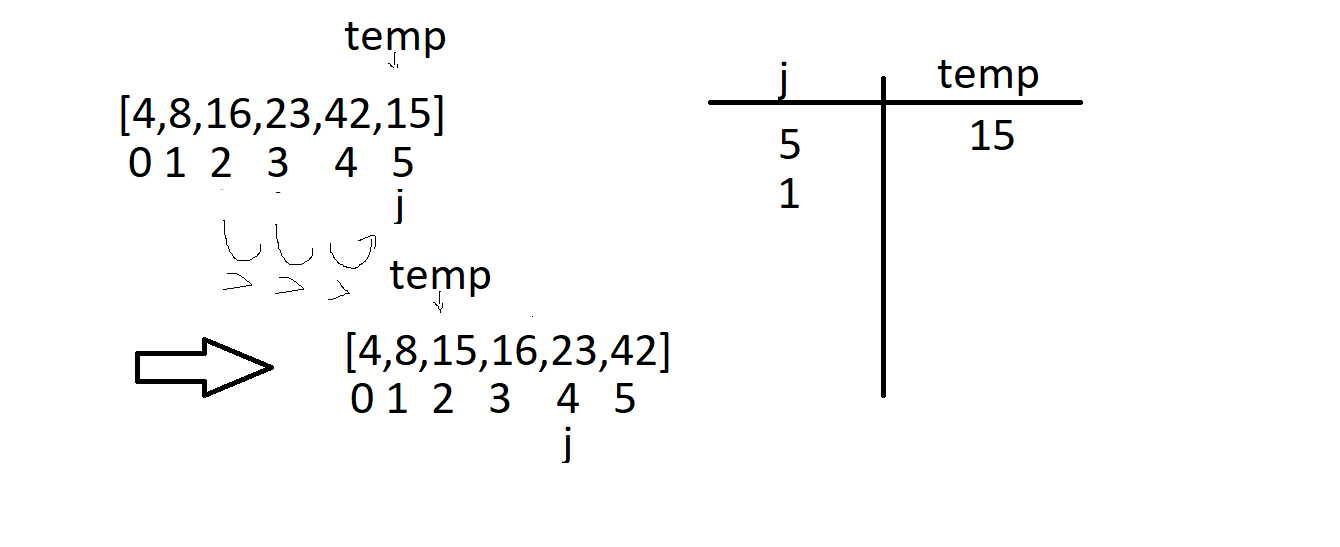 temp
[4,8,16,23,42,15]
0 1 2 3 4 5
j
temp
[4,8,15,16,23,42]
0 1 2 3 4 5
j
j temp
5 15
1